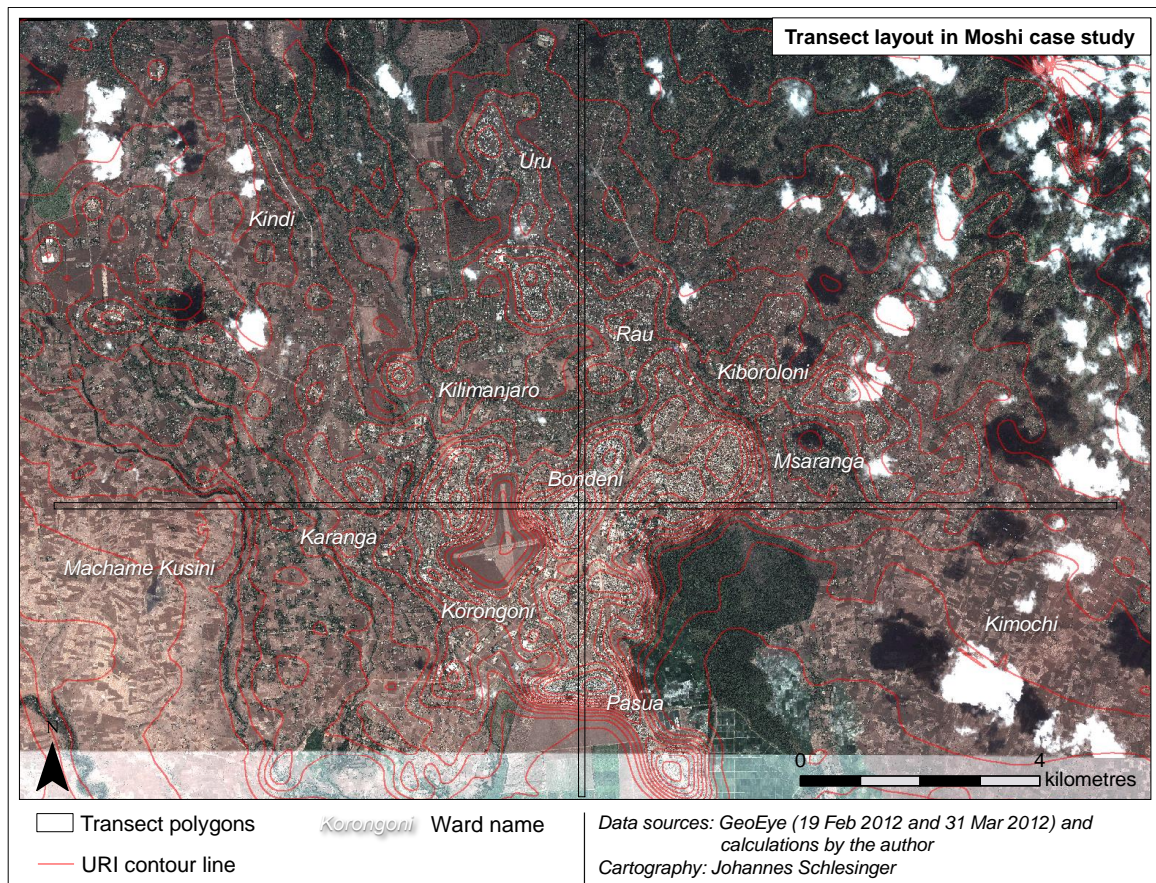 Transect layout in Moshi case study
Uru
Kindi
Rau
Kiboroloni
Kilimanjaro
Msaranga
Bondeni
Karanga
Machame Kusini
Korongoni
Kimochi
Pasua
N
0 4
kilometres
Transect polygons
Korongoni Ward name
URI contour line
Data sources: GeoEye (19 Feb 2012 and 31 Mar 2012) and
calculations by the author
Cartography: Johannes Schlesinger